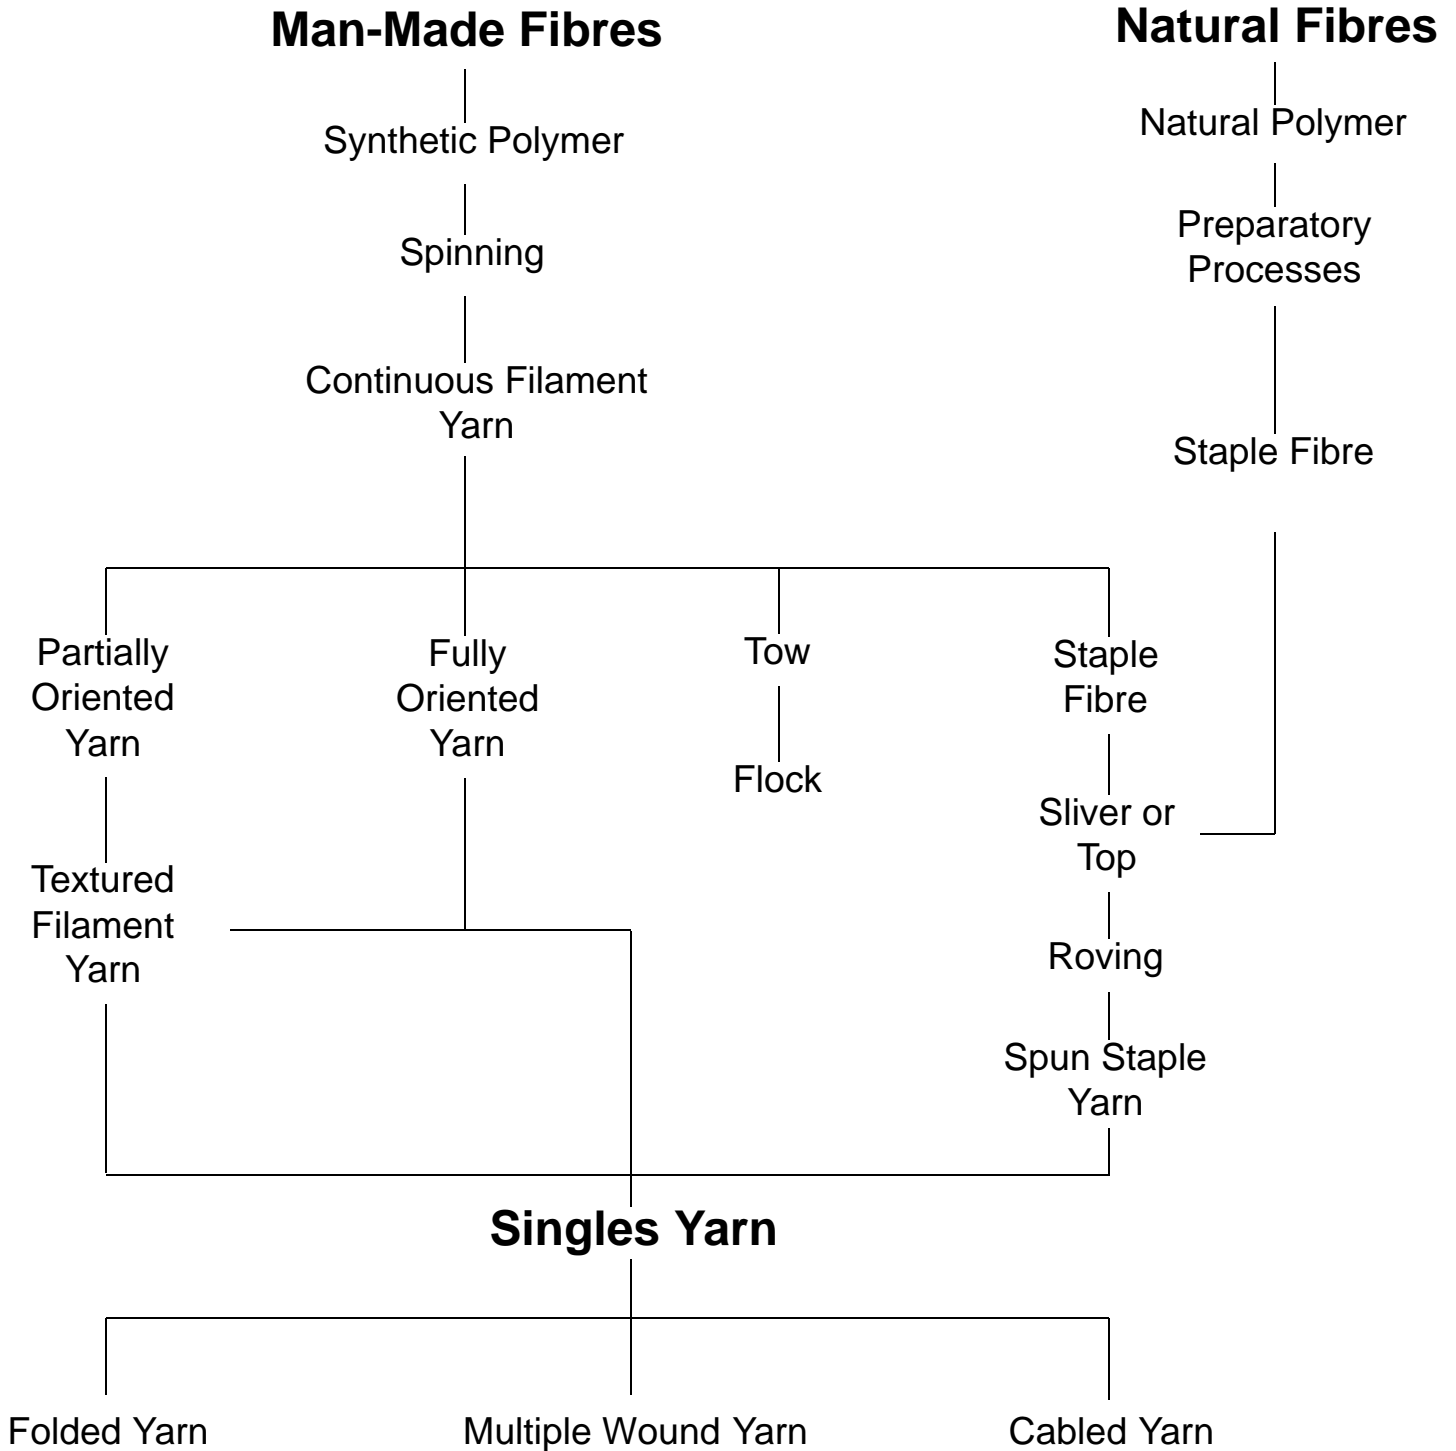 Man-Made Fibres
Natural Fibres
Synthetic Polymer
Natural Polymer
Spinning
Preparatory
Processes
Continuous Filament
Yarn
Staple Fibre
Partially
Oriented
Yarn
Fully
Oriented
Yarn
Tow
Staple
Fibre
Flock
Sliver or
Top
Textured
Filament
Yarn
Roving
Spun Staple
Yarn
Singles Yarn
Folded Yarn
Multiple Wound Yarn
Cabled Yarn